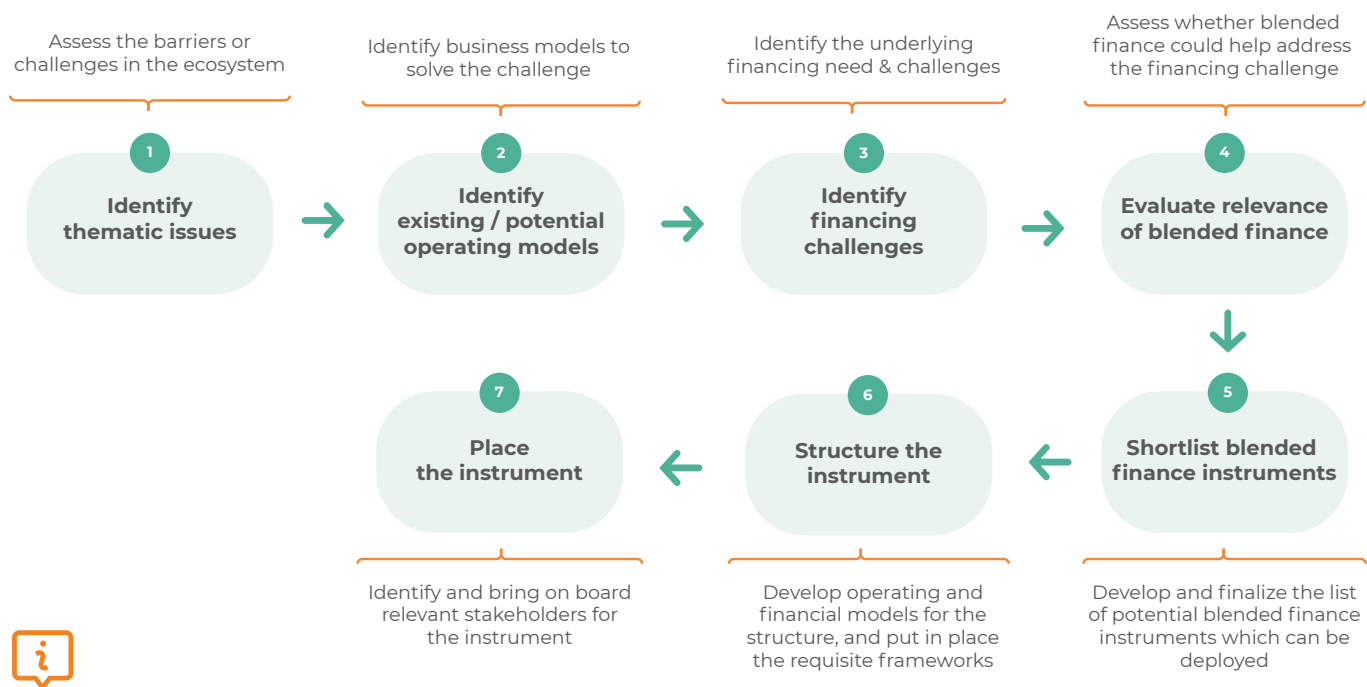 Assess the barriers or
challenges in the ecosystem
1
Identify
thematic issues
Identify business models to
solve the challenge
2
Identify
existing / potential
operating models
Identify the underlying
financing need & challenges
3
Identify
financing
challenges
Assess whether blended
finance could help address
the financing challenge
4
Evaluate relevance
of blended finance
5
Shortlist blended
finance instruments
Develop and finalize the list
of potential blended finance
instruments which can be
deployed
6
Structure the
instrument
Develop operating and
financial models for the
structure, and put in place
the requisite frameworks
7
Place
the instrument
Identify and bring on board
relevant stakeholders for
the instrument
i